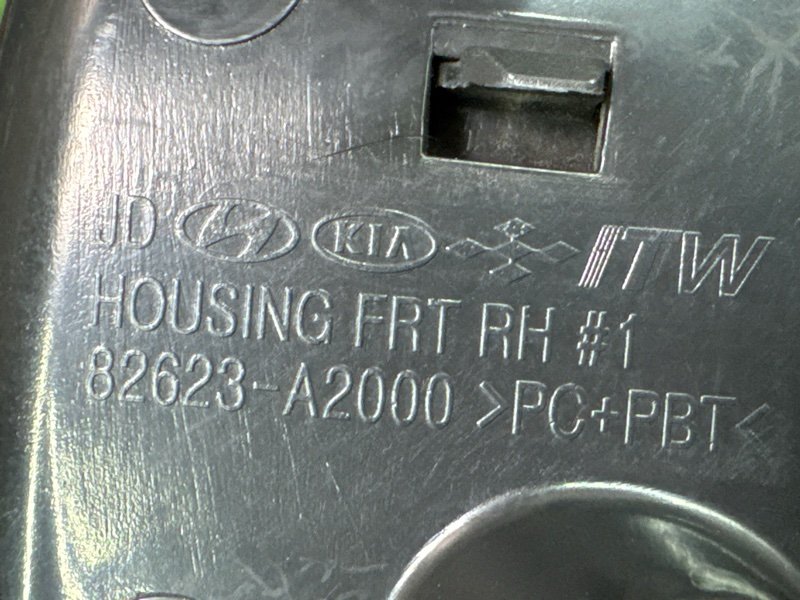 JD KIA ITW
HOUSING FRT RH #1
82623-A2000 >PC+PBT<